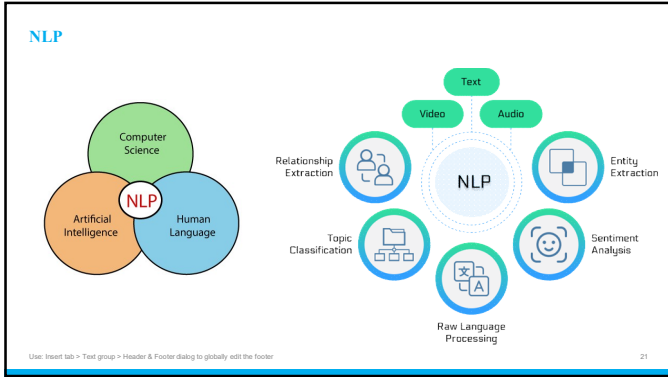 NLP
Computer
Science
NLP
Artificial
Intelligence
Human
Language
Text
Video
Audio
NLP
Relationship
Extraction
Entity
Extraction
Topic
Classification
Sentiment
Analysis
文
A
Raw Language
Processing
Use: Insert tab > Text group > Header & Footer dialog to globally edit the footer
21